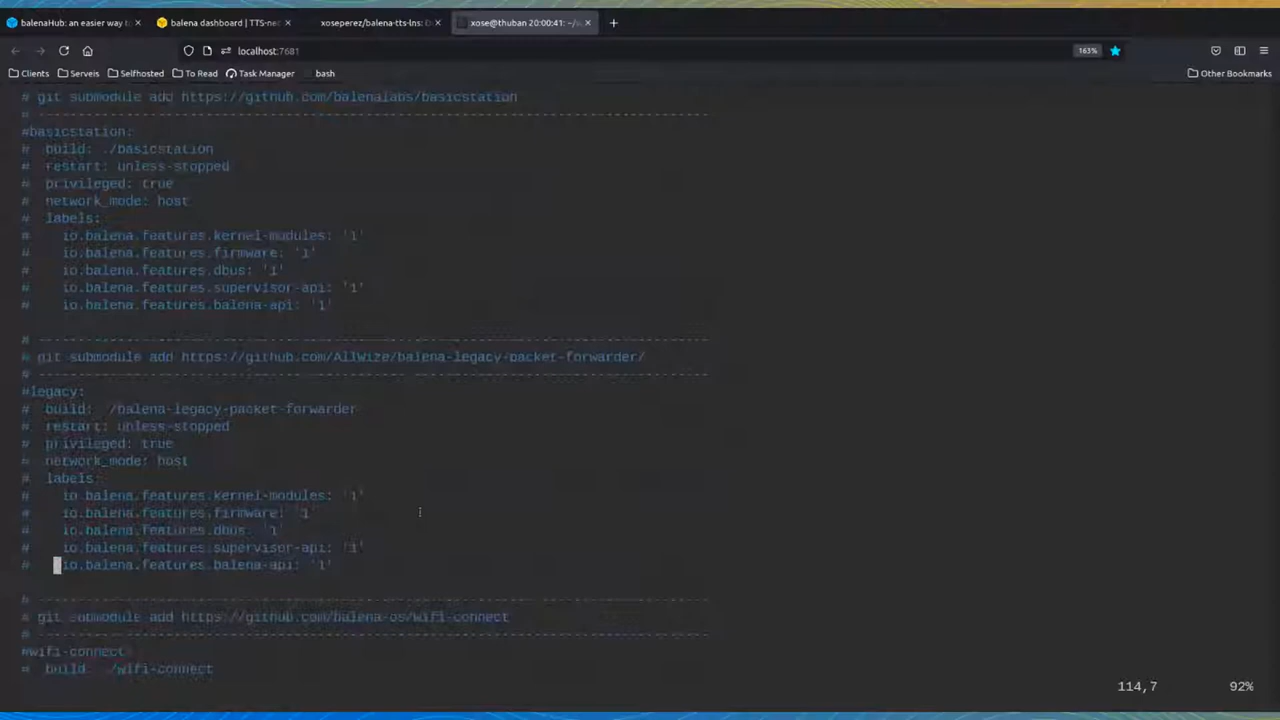 balenaHub: an easier way t
balena dashboard | TTS-nec
xoseperez/balena-tts-lns: D
xose@thuban 20:00:41: ~/
localhost:7681
163%
Clients Serveis Selfhosted To Read Task Manager bash Other Bookmarks
# git submodule add https://github.com/balenalabs/basicstation
# --------------------------------------------------------------------------
#basicstation:
#  build: ./basicstation
#  restart: unless-stopped
#  privileged: true
#  network_mode: host
#  labels:
#    io.balena.features.kernel-modules: '1'
#    io.balena.features.firmware: '1'
#    io.balena.features.dbus: '1'
#    io.balena.features.supervisor-api: '1'
#    io.balena.features.balena-api: '1'
# --------------------------------------------------------------------------
# git submodule add https://github.com/AllWize/balena-legacy-packet-forwarder/
# --------------------------------------------------------------------------
#legacy:
#  build: ./balena-legacy-packet-forwarder
#  restart: unless-stopped
#  privileged: true
#  network_mode: host
#  labels:
#    io.balena.features.kernel-modules: '1'
#    io.balena.features.firmware: '1'
#    io.balena.features.dbus: '1'
#    io.balena.features.supervisor-api: '1'
#    io.balena.features.balena-api: '1'
# --------------------------------------------------------------------------
# git submodule add https://github.com/balena-os/wifi-connect
# --------------------------------------------------------------------------
#wifi-connect
#  build: ./wifi-connect
114,7 92%